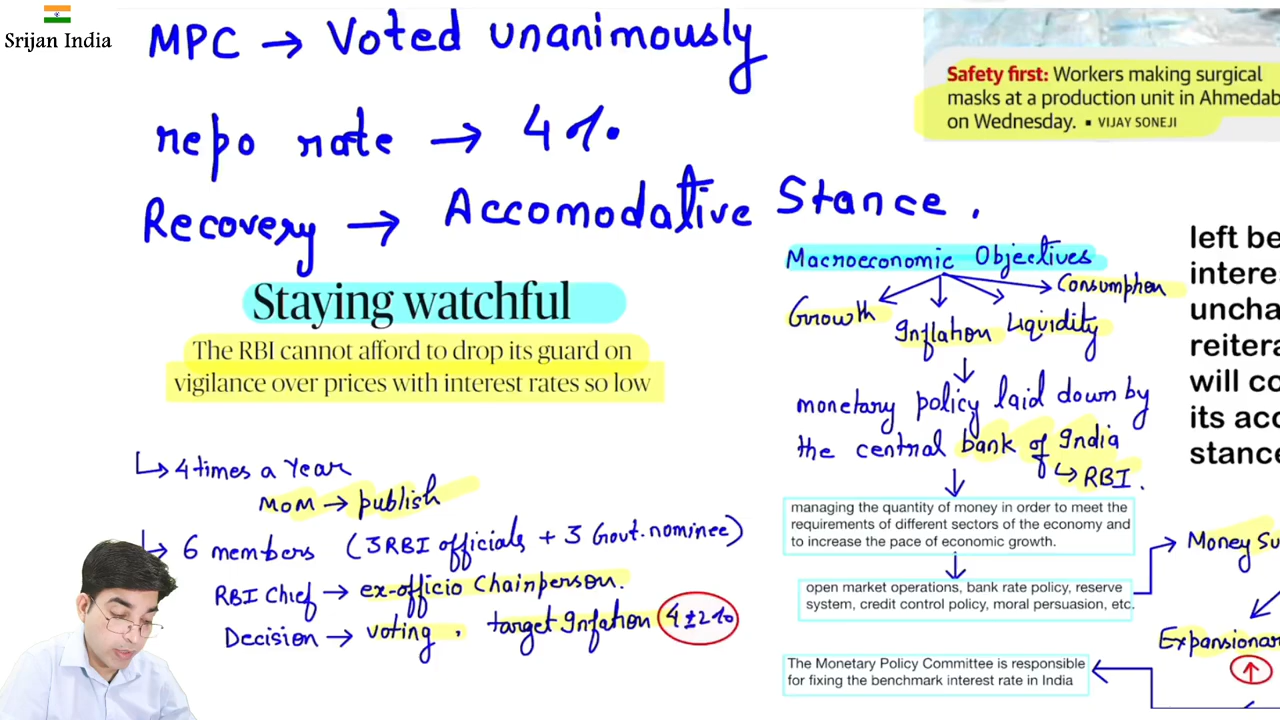 Srijan India
MPC → Voted unanimously
repo rate → 4%
Recovery → Accomodative Stance.
Staying watchful
The RBI cannot afford to drop its guard on
vigilance over prices with interest rates so low
↳ 4 times a Year
MOM → publish
↳ 6 members (3 RBI officials + 3 Govt. nominee)
RBI Chief → ex-officio Chairperson.
Decision → voting, target Inflation 4±2%
Safety first: Workers making surgical
masks at a production unit in Ahmedab
on Wednesday. ▪ VIJAY SONEJI
Macroeconomic Objectives
Growth Inflation Liquidity Consumption
monetary policy laid down by
the central bank of India
↳ RBI.
managing the quantity of money in order to meet the
requirements of different sectors of the economy and
to increase the pace of economic growth.
open market operations, bank rate policy, reserve
system, credit control policy, moral persuasion, etc.
The Monetary Policy Committee is responsible
for fixing the benchmark interest rate in India
left be
interes
uncha
reitera
will co
its acc
stance
Money Su
Expansionar